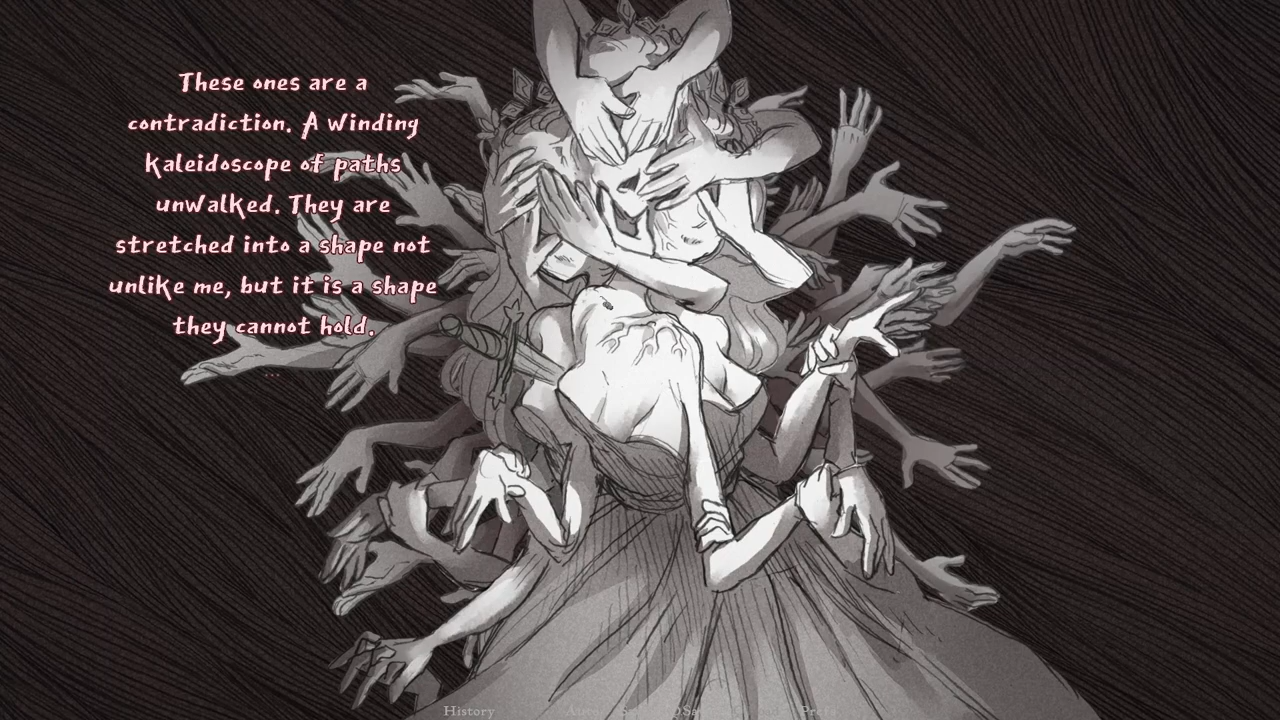 These ones are a
contradiction. A winding
kaleidoscope of paths
unwalked. They are
stretched into a shape not
unlike me, but it is a shape
they cannot hold.
...
History